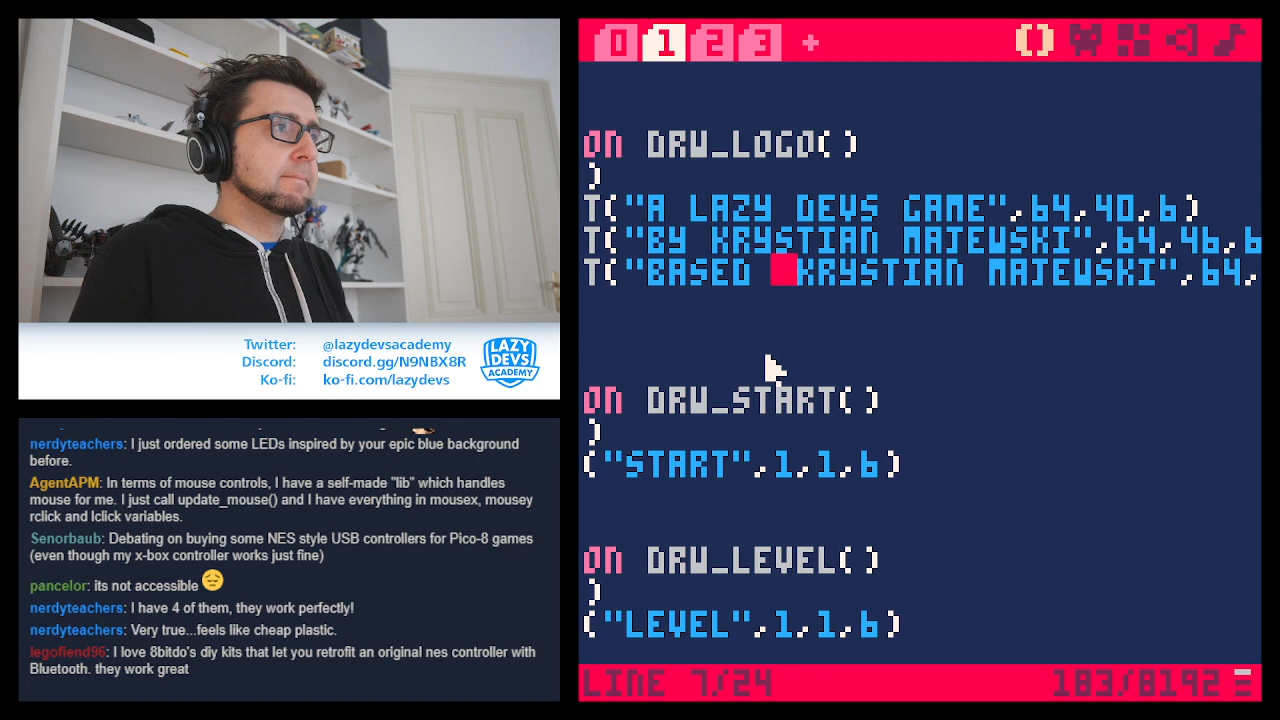 Twitter: @lazydevsacademy
Discord: discord.gg/N9NBX8R
Ko-fi: ko-fi.com/lazydevs
LAZY
DEVS
ACADEMY
nerdyteachers: I just ordered some LEDs inspired by your epic blue background
before.
AgentAPM: In terms of mouse controls, I have a self-made "lib" which handles
mouse for me. I just call update_mouse() and I have everything in mousex, mousey
rclick and lclick variables.
Senorbaub: Debating on buying some NES style USB controllers for Pico-8 games
(even though my x-box controller works just fine)
pancelor: its not accessible 😔
nerdyteachers: I have 4 of them, they work perfectly!
nerdyteachers: Very true...feels like cheap plastic.
legofiend96: I love 8bitdo's diy kits that let you retrofit an original nes controller with
Bluetooth. they work great
0 1 2 3 +
ON DRW_LOGO()
)
T("A LAZY DEVS GAME",64,40,6)
T("BY KRYSTIAN MAJEWSKI",64,46,6
T("BASED KRYSTIAN MAJEWSKI",64,
ON DRW_START()
)
("START",1,1,6)
ON DRW_LEVEL()
)
("LEVEL",1,1,6)
LINE 7/24 183/8192